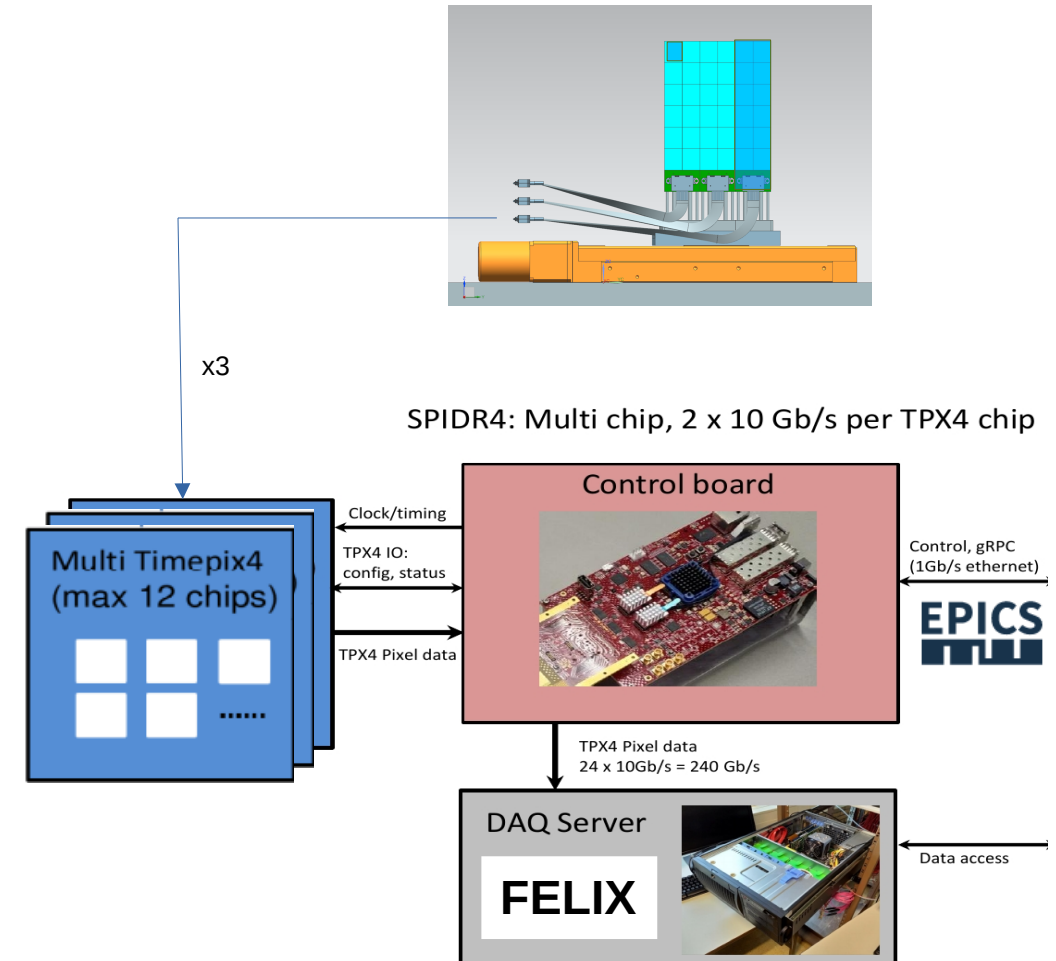 x3
SPIDR4: Multi chip, 2 x 10 Gb/s per TPX4 chip
Control board
Clock/timing
TPX4 IO:
config, status
TPX4 Pixel data
Multi Timepix4
(max 12 chips)
......
Control, gRPC
(1Gb/s ethernet)
EPICS
TPX4 Pixel data
24 x 10Gb/s = 240 Gb/s
DAQ Server
FELIX
Data access